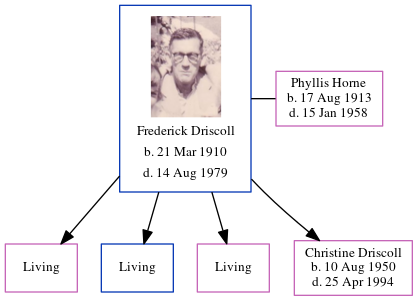 Frederick Driscoll
b. 21 Mar 1910
d. 14 Aug 1979
Phyllis Horne
b. 17 Aug 1913
d. 15 Jan 1958
Living
Living
Living
Christine Driscoll
b. 10 Aug 1950
d. 25 Apr 1994